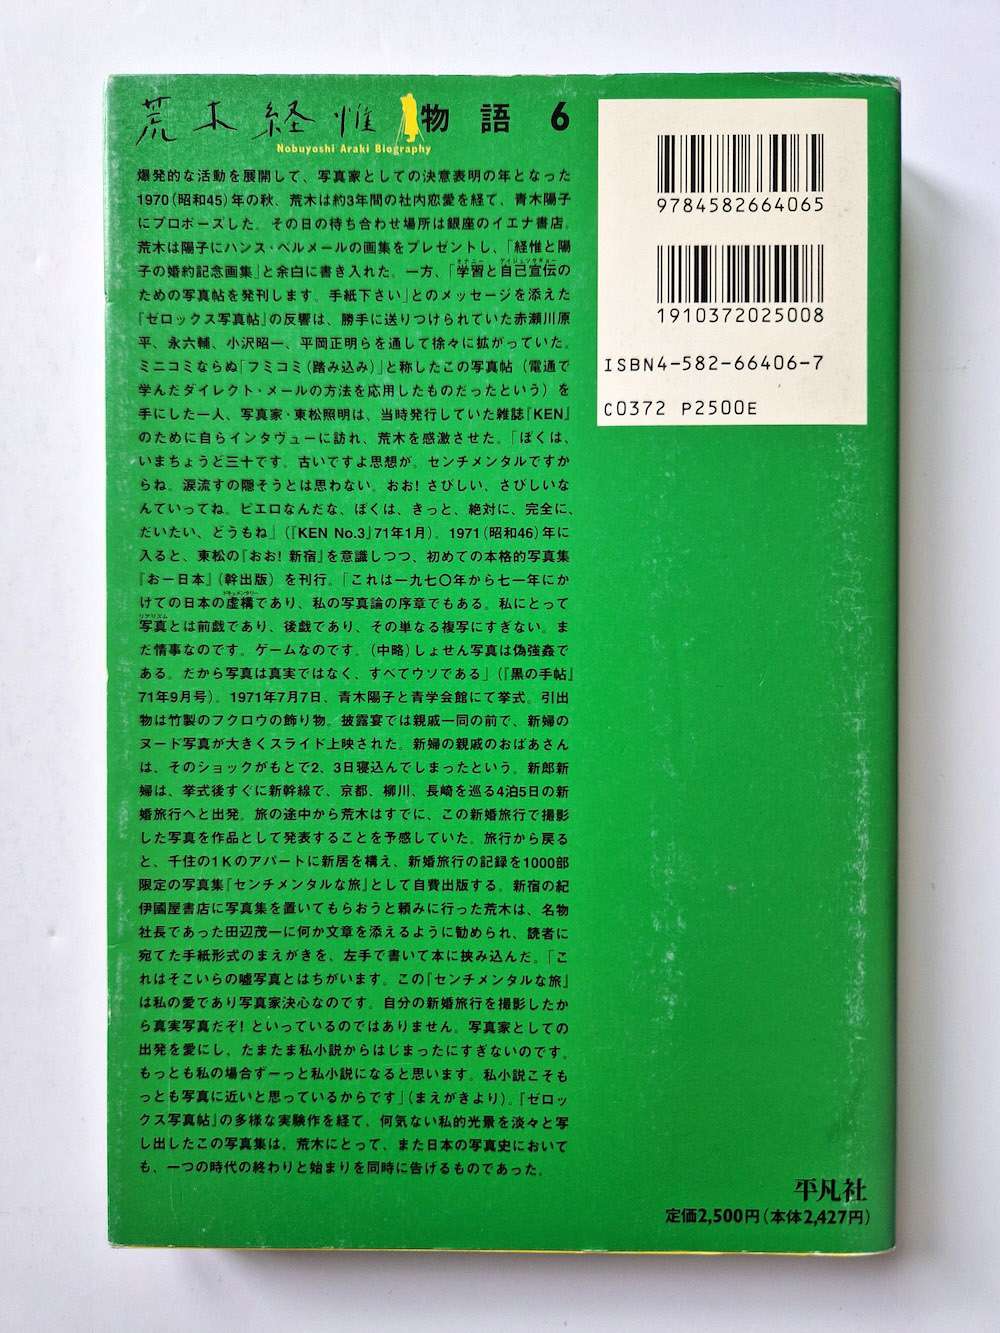 荒木経惟物語6
Nobuyoshi Araki Biography
爆発的な活動を展開して、写真家としての決意表明の年となった
1970(昭和45)年の秋、荒木は約3年間の社内恋愛を経て、青木陽子
にプロポーズした。その日の待ち合わせ場所は銀座のイエナ書店。
荒木は陽子にハンス・ベルメールの画集をプレゼントし、「経惟と陽
子の婚約記念画集」と余白に書き入れた。一方、「学習と自己宣伝の
ための写真帖を発刊します。手紙下さい」とのメッセージを添えた
『ゼロックス写真帖』の反響は、勝手に送りつけられていた赤瀬川原
平、永六輔、小沢昭一、平岡正明らを通して徐々に拡がっていた。
ミニコミならぬ「フミコミ(踏み込み)」と称したこの写真帖(電通で
学んだダイレクト・メールの方法を応用したものだったという)を
手にした一人、写真家・東松照明は、当時発行していた雑誌『KEN』
のために自らインタヴューに訪れ、荒木を感激させた。「ぼくは、
いまちょうど三十です。古いですよ思想が。センチメンタルですか
らね。涙流すの隠そうとは思わない。おお! さびしい、さびしいな
んていってね。ピエロなんだな、ぼくは、きっと、絶対に、完全に、
だいたい、どうもね」(『KEN No.3』71年1月)。1971(昭和46)年に
入ると、東松の『おお! 新宿』を意識しつつ、初めての本格的写真集
『おー日本』(幹出版)を刊行。「これは一九七〇年から七一年にか
けての日本の虚構であり、私の写真論の序章でもある。私にとって
写真とは前戯であり、後戯であり、その単なる複写にすぎない。ま
た情事なのです。ゲームなのです。(中略)しょせん写真は偽強姦で
ある。だから写真は真実ではなく、すべてウソである」(『黒の手帖』
71年9月号)。1971年7月7日、青木陽子と青学会館にて挙式。引出
物は竹製のフクロウの飾り物。披露宴では親戚一同の前で、新婦の
ヌード写真が大きくスライド上映された。新婦の親戚のおばあさん
は、そのショックがもとで2、3日寝込んでしまったという。新郎新
婦は、挙式後すぐに新幹線で、京都、柳川、長崎を巡る4泊5日の新
婚旅行へと出発。旅の途中から荒木はすでに、この新婚旅行で撮影
した写真を作品として発表することを予感していた。旅行から戻る
と、千住の1Kのアパートに新居を構え、新婚旅行の記録を1000部
限定の写真集『センチメンタルな旅』として自費出版する。新宿の紀
伊國屋書店に写真集を置いてもらおうと頼みに行った荒木は、名物
社長であった田辺茂一に何か文章を添えるように勧められ、読者に
宛てた手紙形式のまえがきを、左手で書いて本に挟み込んだ。「こ
れはそこいらの嘘写真とはちがいます。この『センチメンタルな旅』
は私の愛であり写真家決心なのです。自分の新婚旅行を撮影したか
ら真実写真だぞ! といっているのではありません。写真家としての
出発を愛にし、たまたま私小説からはじまったにすぎないのです。
もっとも私の場合ずーっと私小説になると思います。私小説こそも
っとも写真に近いと思っているからです」(まえがきより)。『ゼロッ
クス写真帖』の多様な実験作を経て、何気ない私的光景を淡々と写
し出したこの写真集は、荒木にとって、また日本の写真史において
も、一つの時代の終わりと始まりを同時に告げるものであった。
9784582664065
1910372025008
ISBN4-582-66406-7
C0372 P2500E
平凡社
定価2,500円(本体2,427円)